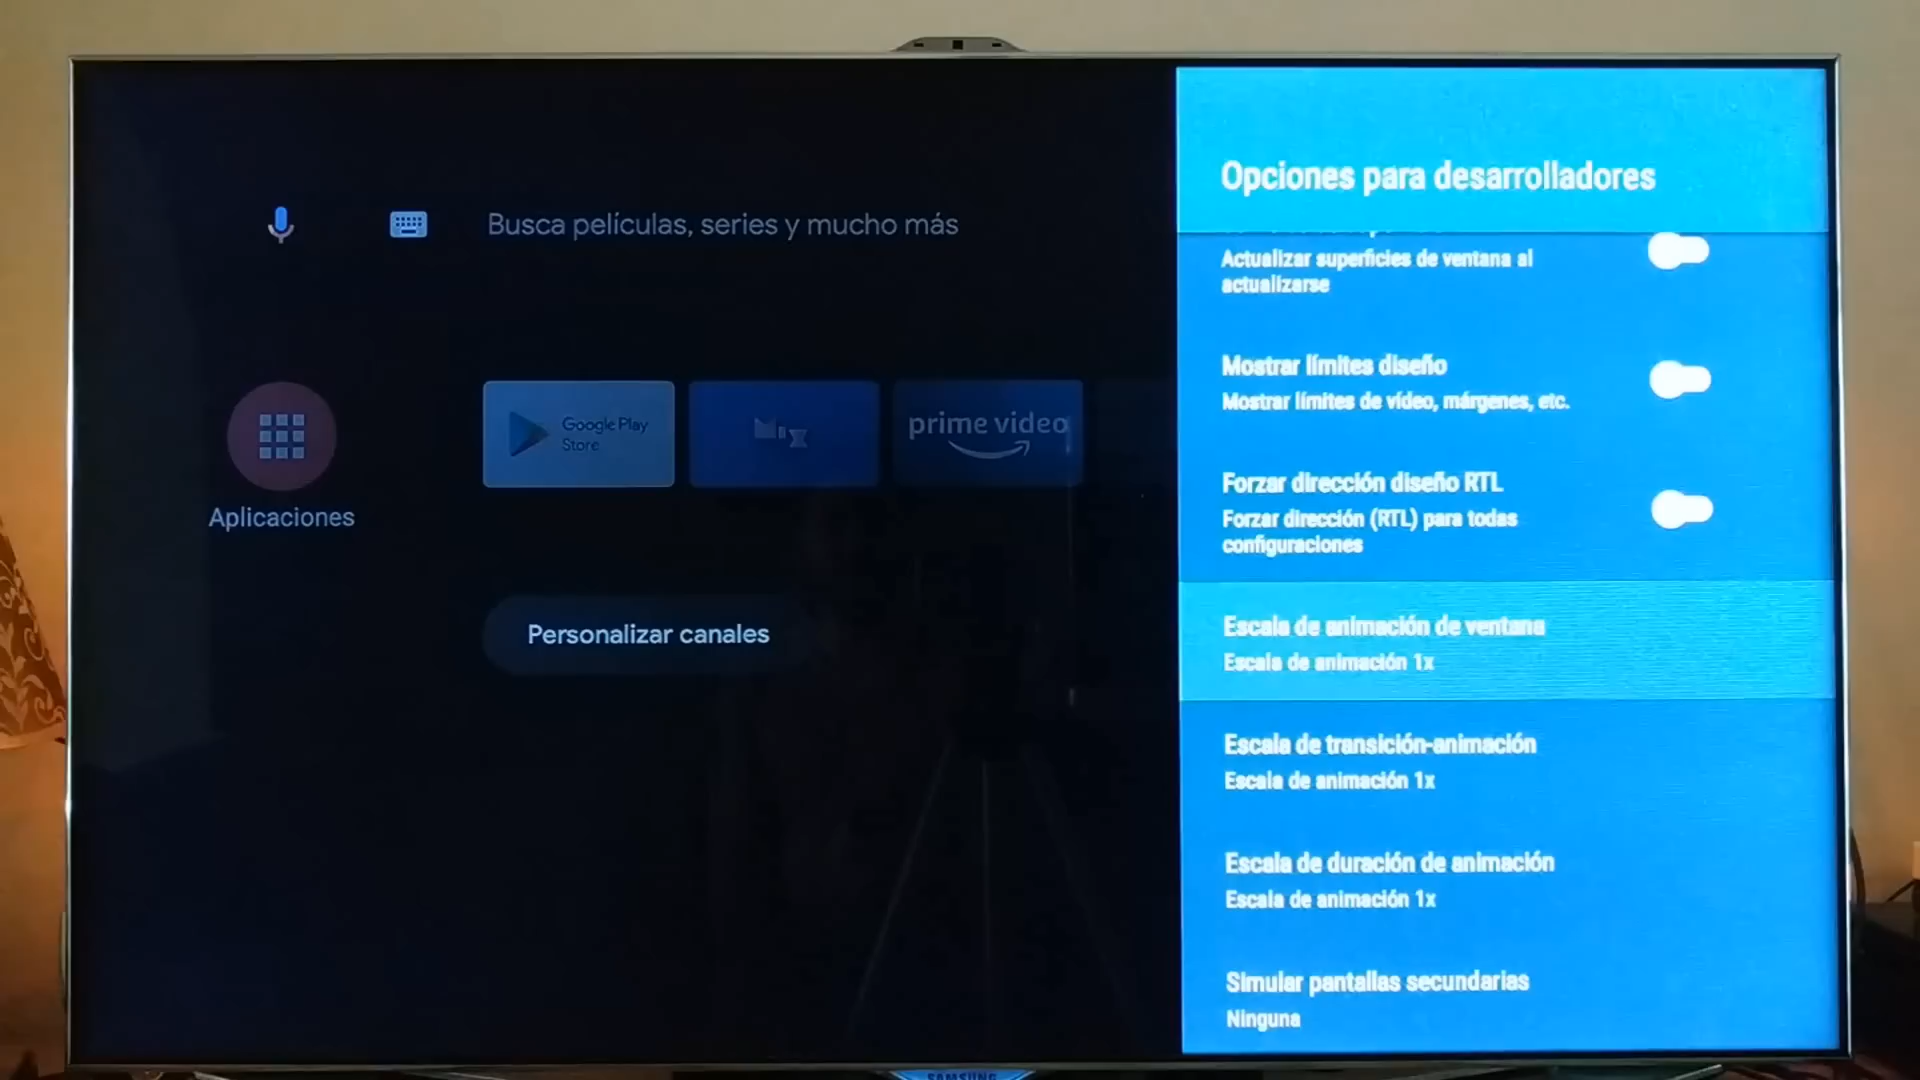 Busca películas, series y mucho más
Google Play
Store
prime video
Aplicaciones
Personalizar canales
Opciones para desarrolladores
Actualizar superficies de ventana al
actualizarse
Mostrar límites diseño
Mostrar límites de vídeo, márgenes, etc.
Forzar dirección diseño RTL
Forzar dirección (RTL) para todas
configuraciones
Escala de animación de ventana
Escala de animación 1x
Escala de transición-animación
Escala de animación 1x
Escala de duración de animación
Escala de animación 1x
Simular pantallas secundarias
Ninguna
SAMSUNG